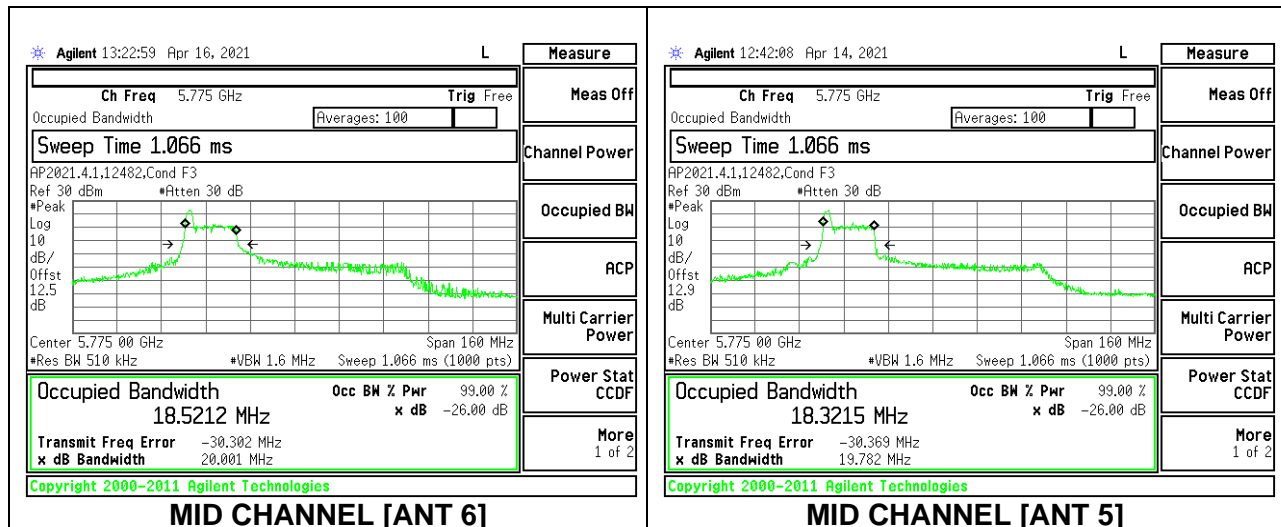 Agilent 13:22:59 Apr 16, 2021 L Measure
Ch Freq 5.775 GHz Trig Free
Occupied Bandwidth Averages: 100
Sweep Time 1.066 ms
AP2021.4.1,12482,Cond F3
Ref 30 dBm #Atten 30 dB
#Peak
Log
10
dB/
Offst
12.5
dB
Center 5.775 00 GHz Span 160 MHz
#Res BW 510 kHz #VBW 1.6 MHz Sweep 1.066 ms (1000 pts)
Occupied Bandwidth Occ BW % Pwr 99.00 %
18.5212 MHz x dB -26.00 dB
Transmit Freq Error -30.302 MHz
x dB Bandwidth 20.001 MHz
Copyright 2000-2011 Agilent Technologies
Meas Off
Channel Power
Occupied BW
ACP
Multi Carrier
Power
Power Stat
CCDF
More
1 of 2
MID CHANNEL [ANT 6]
Agilent 12:42:08 Apr 14, 2021 L Measure
Ch Freq 5.775 GHz Trig Free
Occupied Bandwidth Averages: 100
Sweep Time 1.066 ms
AP2021.4.1,12482,Cond F3
Ref 30 dBm #Atten 30 dB
#Peak
Log
10
dB/
Offst
12.9
dB
Center 5.775 00 GHz Span 160 MHz
#Res BW 510 kHz #VBW 1.6 MHz Sweep 1.066 ms (1000 pts)
Occupied Bandwidth Occ BW % Pwr 99.00 %
18.3215 MHz x dB -26.00 dB
Transmit Freq Error -30.369 MHz
x dB Bandwidth 19.782 MHz
Copyright 2000-2011 Agilent Technologies
Meas Off
Channel Power
Occupied BW
ACP
Multi Carrier
Power
Power Stat
CCDF
More
1 of 2
MID CHANNEL [ANT 5]